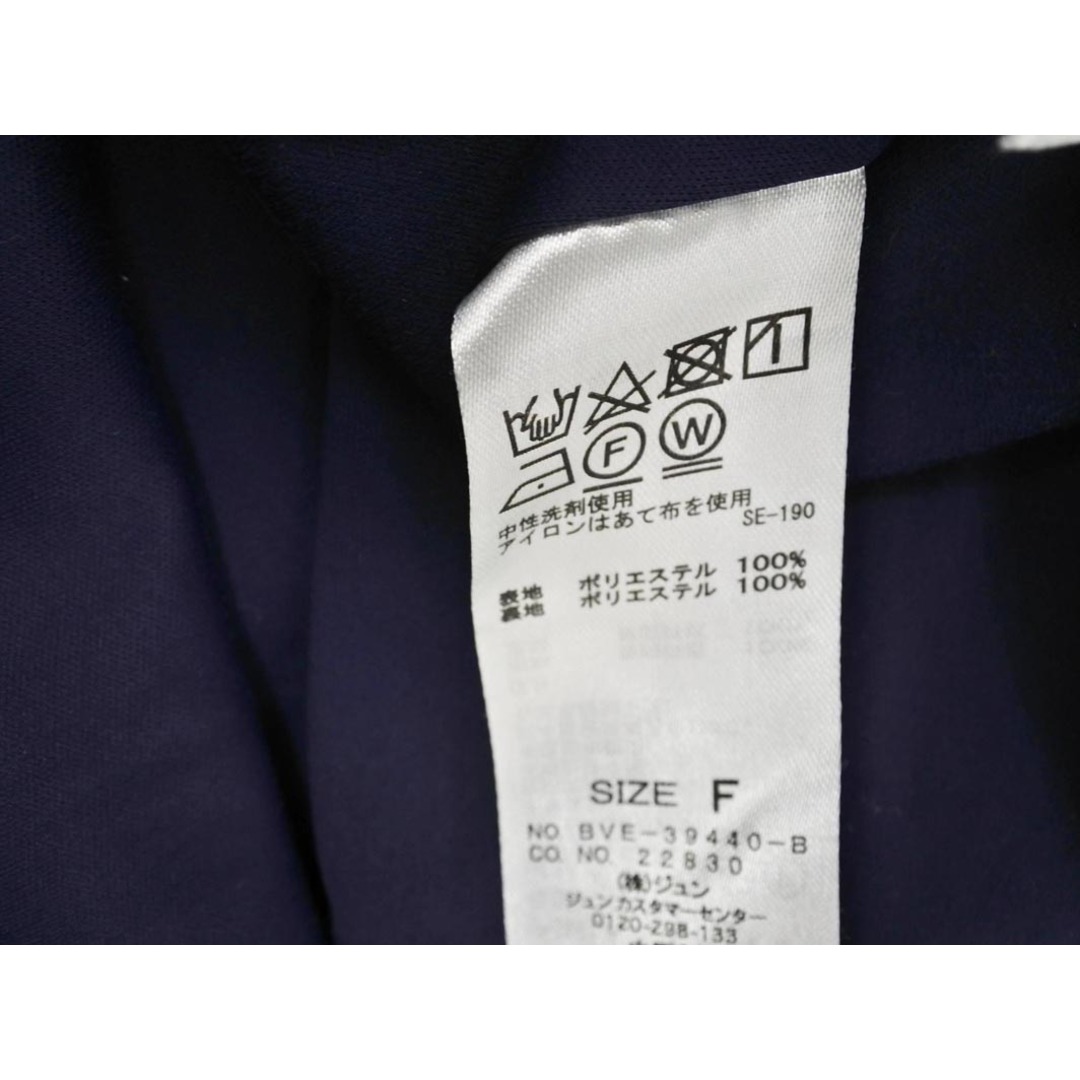 F W
中性洗剤使用
アイロンはあて布を使用 SE-190
表地 ポリエステル 100%
裏地 ポリエステル 100%
SIZE F
NO. BVE-39440-B
CO. NO. 22830
(株)ジュン
ジュンカスタマーセンター
0120-298-133